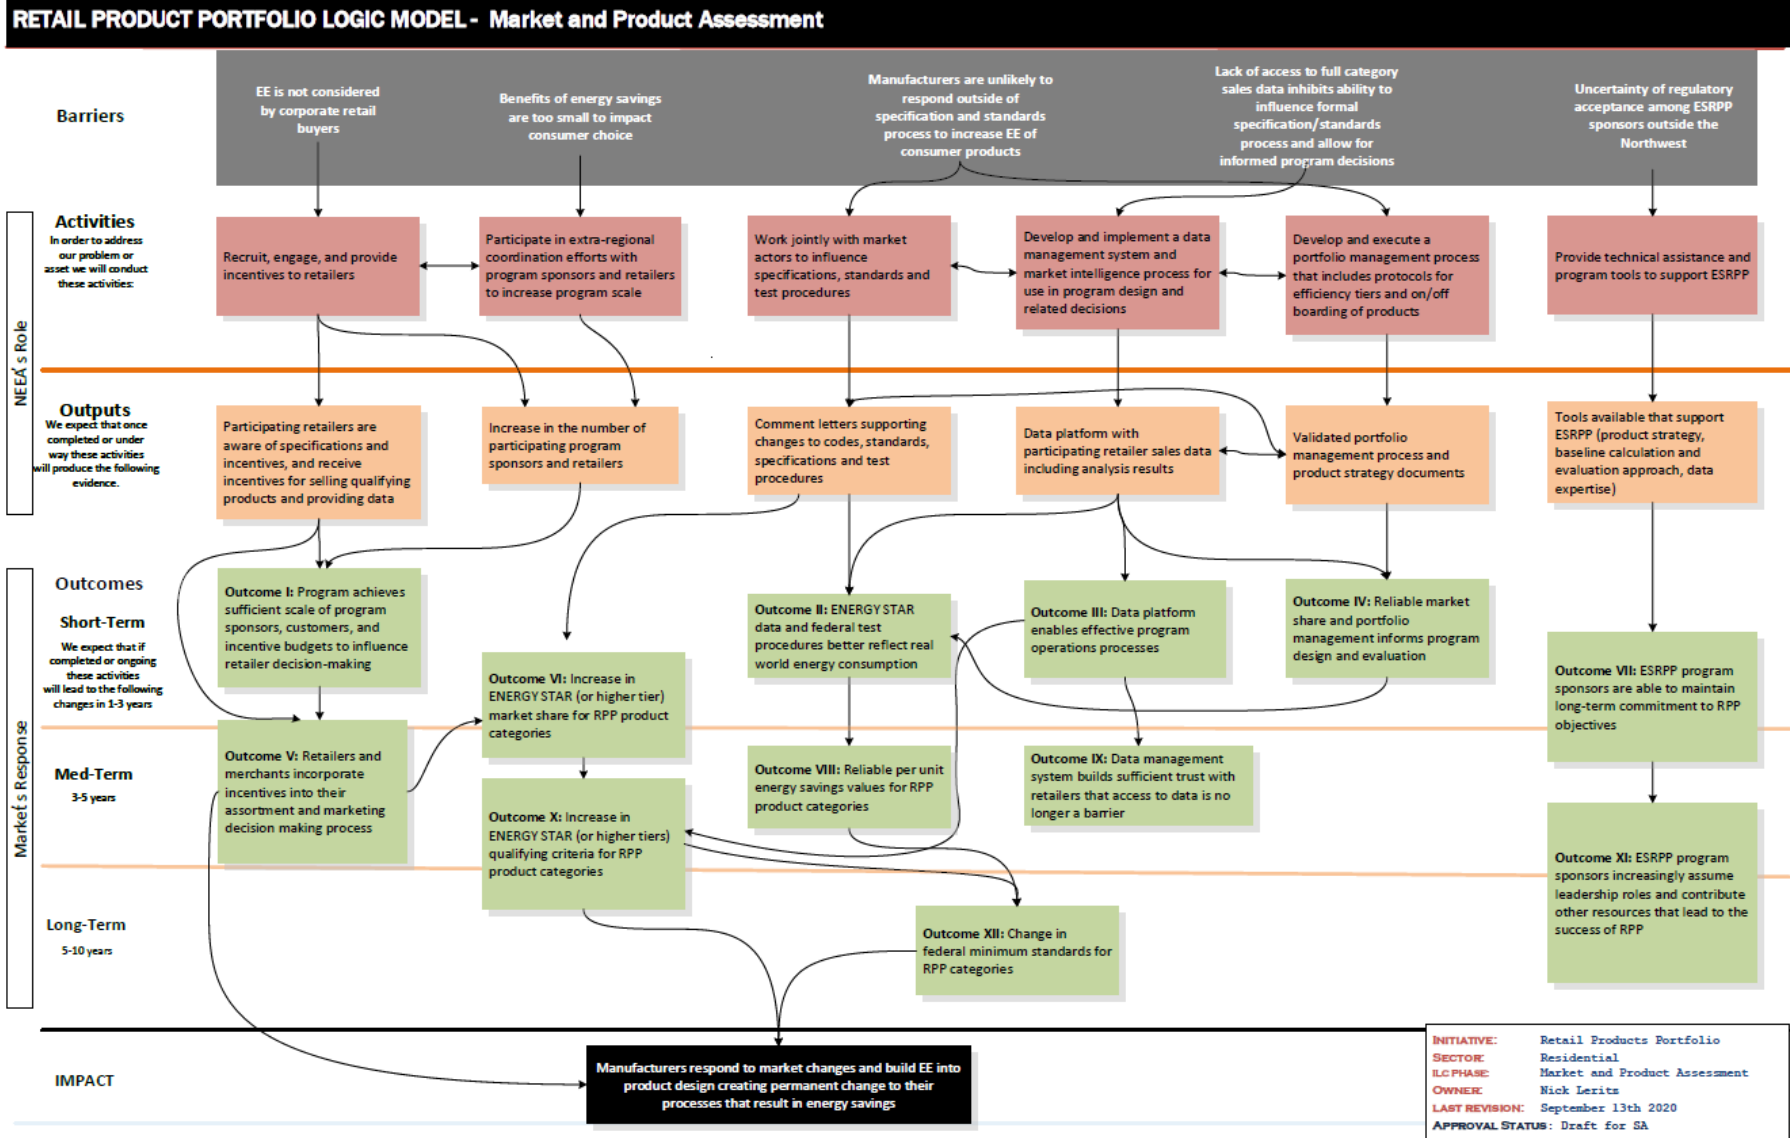 RETAIL PRODUCT PORTFOLIO LOGIC MODEL - Market and Product Assessment
Barriers
EE is not considered
by corporate retail
buyers
Benefits of energy savings
are too small to impact
consumer choice
Manufacturers are unlikely to
respond outside of
specification and standards
process to increase EE of
consumer products
Lack of access to full category
sales data inhibits ability to
influence formal
specification/standards
process and allow for
informed program decisions
Uncertainty of regulatory
acceptance among ESRPP
sponsors outside the
Northwest
NEEA's Role
Activities
In order to address
our problem or
asset we will conduct
these activities:
Recruit, engage, and provide
incentives to retailers
Participate in extra-regional
coordination efforts with
program sponsors and retailers
to increase program scale
Work jointly with market
actors to influence
specifications, standards and
test procedures
Develop and implement a data
management system and
market intelligence process for
use in program design and
related decisions
Develop and execute a
portfolio management process
that includes protocols for
efficiency tiers and on/off
boarding of products
Provide technical assistance and
program tools to support ESRPP
Outputs
We expect that once
completed or under
way these activities
will produce the following
evidence.
Participating retailers are
aware of specifications and
incentives, and receive
incentives for selling qualifying
products and providing data
Increase in the number of
participating program
sponsors and retailers
Comment letters supporting
changes to codes, standards,
specifications and test
procedures
Data platform with
participating retailer sales data
including analysis results
Validated portfolio
management process and
product strategy documents
Tools available that support
ESRPP (product strategy,
baseline calculation and
evaluation approach, data
expertise)
Market's Response
Outcomes
Short-Term
We expect that if
completed or ongoing
these activities
will lead to the following
changes in 1-3 years
Outcome I: Program achieves
sufficient scale of program
sponsors, customers, and
incentive budgets to influence
retailer decision-making
Outcome VI: Increase in
ENERGY STAR (or higher tier)
market share for RPP product
categories
Outcome II: ENERGY STAR
data and federal test
procedures better reflect real
world energy consumption
Outcome III: Data platform
enables effective program
operations processes
Outcome IV: Reliable market
share and portfolio
management informs program
design and evaluation
Outcome VII: ESRPP program
sponsors are able to maintain
long-term commitment to RPP
objectives
Med-Term
3-5 years
Outcome V: Retailers and
merchants incorporate
incentives into their
assortment and marketing
decision making process
Outcome X: Increase in
ENERGY STAR (or higher tiers)
qualifying criteria for RPP
product categories
Outcome VIII: Reliable per unit
energy savings values for RPP
product categories
Outcome IX: Data management
system builds sufficient trust with
retailers that access to data is no
longer a barrier
Outcome XI: ESRPP program
sponsors increasingly assume
leadership roles and contribute
other resources that lead to the
success of RPP
Long-Term
5-10 years
Outcome XII: Change in
federal minimum standards for
RPP categories
IMPACT
Manufacturers respond to market changes and build EE into
product design creating permanent change to their
processes that result in energy savings
INITIATIVE: Retail Products Portfolio
SECTOR: Residential
ILC PHASE: Market and Product Assessment
OWNER: Nick Leritz
LAST REVISION: September 13th 2020
APPROVAL STATUS: Draft for SA